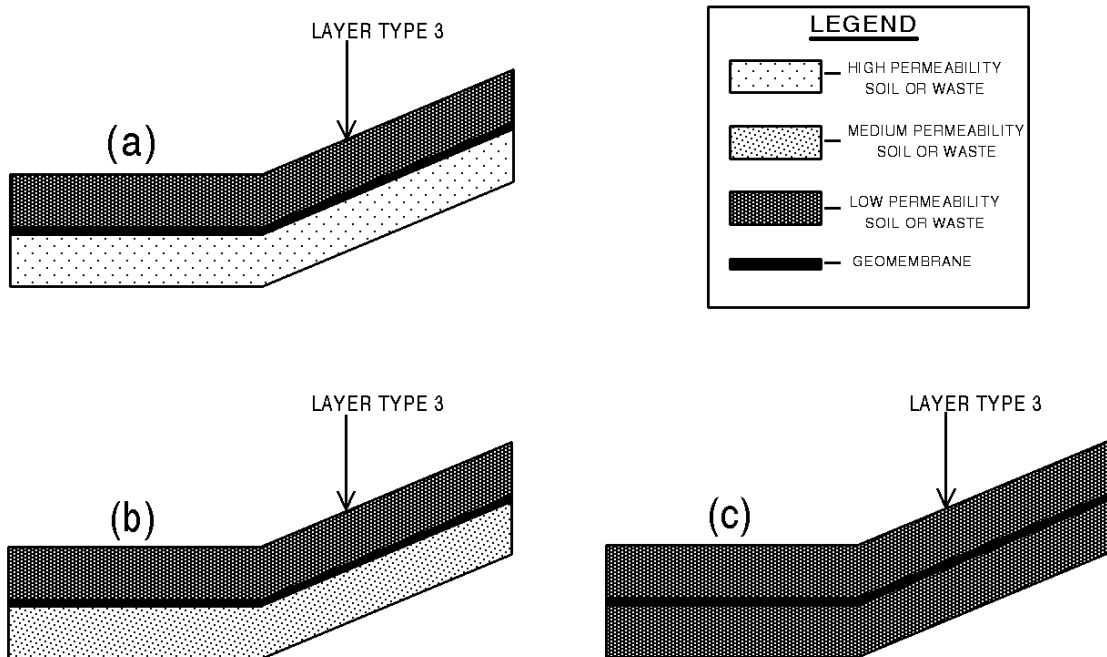 LAYER TYPE 3
(a)
LEGEND
HIGH PERMEABILITY
SOIL OR WASTE
MEDIUM PERMEABILITY
SOIL OR WASTE
LOW PERMEABILITY
SOIL OR WASTE
GEOMEMBRANE
LAYER TYPE 3
(b)
LAYER TYPE 3
(c)